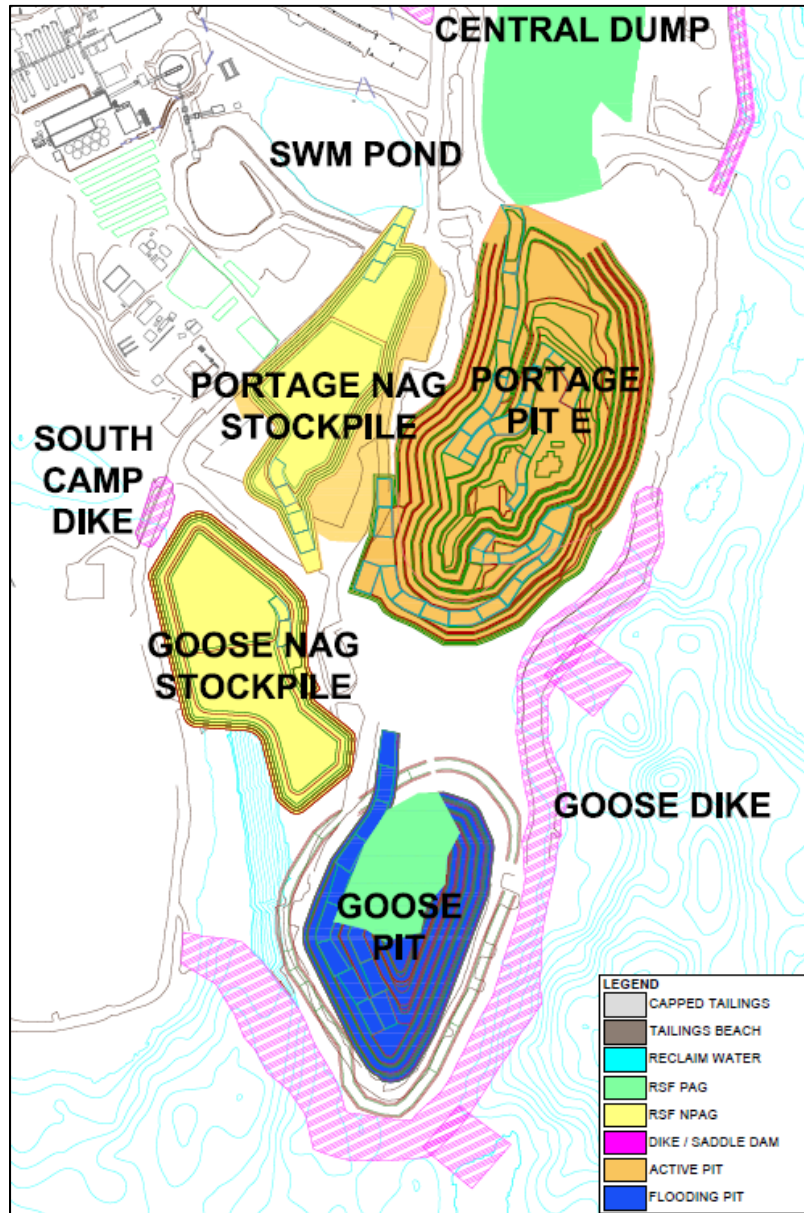 CENTRAL DUMP
SWM POND
PORTAGE NAG
STOCKPILE
PORTAGE
PIT E
SOUTH
CAMP
DIKE
GOOSE NAG
STOCKPILE
GOOSE DIKE
GOOSE
PIT
LEGEND
CAPPED TAILINGS
TAILINGS BEACH
RECLAIM WATER
RSF PAG
RSF NPAG
DIKE / SADDLE DAM
ACTIVE PIT
FLOODING PIT